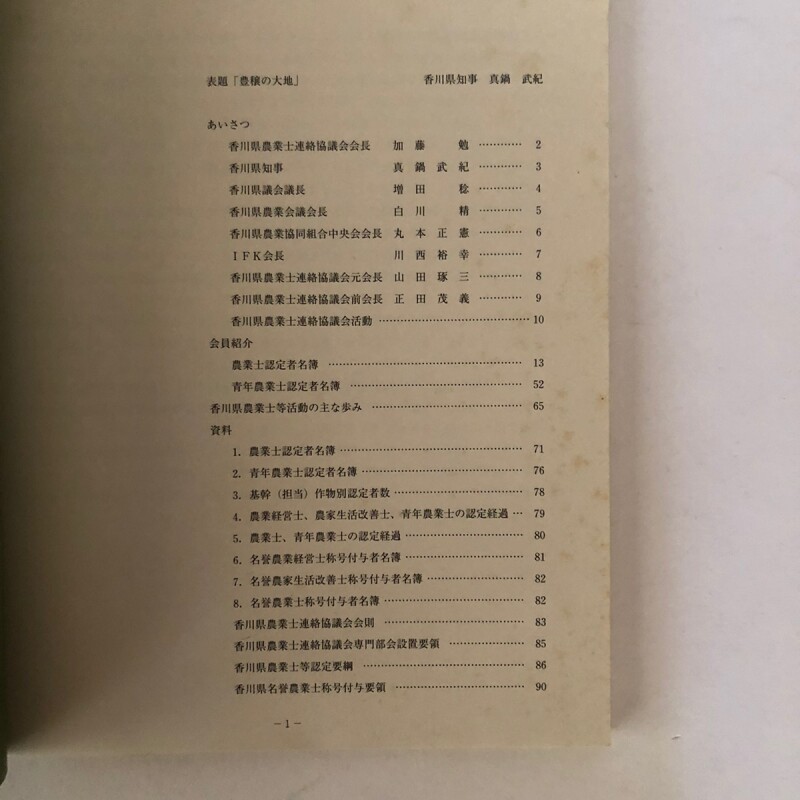 表題「豊穣の大地」 香川県知事 真鍋 武紀
あいさつ
香川県農業士連絡協議会会長 加藤 勉 ………… 2
香川県知事 真鍋武紀 ………… 3
香川県議会議長 増田 稔 ………… 4
香川県農業会議会長 白川 精 ………… 5
香川県農業協同組合中央会会長 丸本正憲 ………… 6
IFK会長 川西裕幸 ………… 7
香川県農業士連絡協議会元会長 山田琢三 ………… 8
香川県農業士連絡協議会前会長 正田茂義 ………… 9
香川県農業士連絡協議会活動 ………………………………… 10
会員紹介
農業士認定者名簿 ………………………………………… 13
青年農業士認定者名簿 …………………………………… 52
香川県農業士等活動の主な歩み ………………………………… 65
資料
1. 農業士認定者名簿 ……………………………………… 71
2. 青年農業士認定者名簿 ………………………………… 76
3. 基幹（担当）作物別認定者数 ………………………… 78
4. 農業経営士、農家生活改善士、青年農業士の認定経過 … 79
5. 農業士、青年農業士の認定経過 ……………………… 80
6. 名誉農業経営士称号付与者名簿 ……………………… 81
7. 名誉農家生活改善士称号付与者名簿 ………………… 82
8. 名誉農業士称号付与者名簿 …………………………… 82
香川県農業士連絡協議会会則 ……………………………… 83
香川県農業士連絡協議会専門部会設置要領 ……………… 85
香川県農業士等認定要綱 ………………………………… 86
香川県名誉農業士称号付与要領 …………………………… 90
－1－